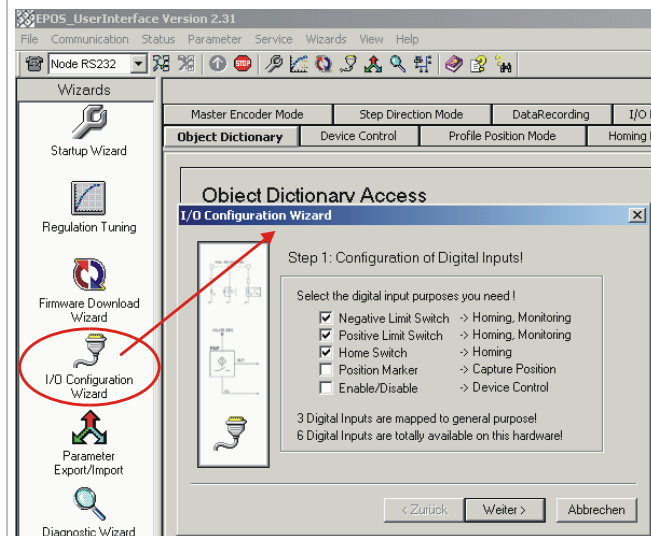 EPOS_UserInterface Version 2.31
File Communication Status Parameter Service Wizards View Help
Node RS232
STOP
Wizards
Startup Wizard
Regulation Tuning
Firmware Download
Wizard
I/O Configuration
Wizard
Parameter
Export/Import
Diagnostic Wizard
Master Encoder Mode Step Direction Mode DataRecording I/O
Object Dictionary Device Control Profile Position Mode Homing
Object Dictionary Access
I/O Configuration Wizard
Step 1: Configuration of Digital Inputs!
Select the digital input purposes you need !
Negative Limit Switch -> Homing, Monitoring
Positive Limit Switch -> Homing, Monitoring
Home Switch -> Homing
Position Marker -> Capture Position
Enable/Disable -> Device Control
3 Digital Inputs are mapped to general purpose!
6 Digital Inputs are totally available on this hardware!
< Zurück Weiter > Abbrechen